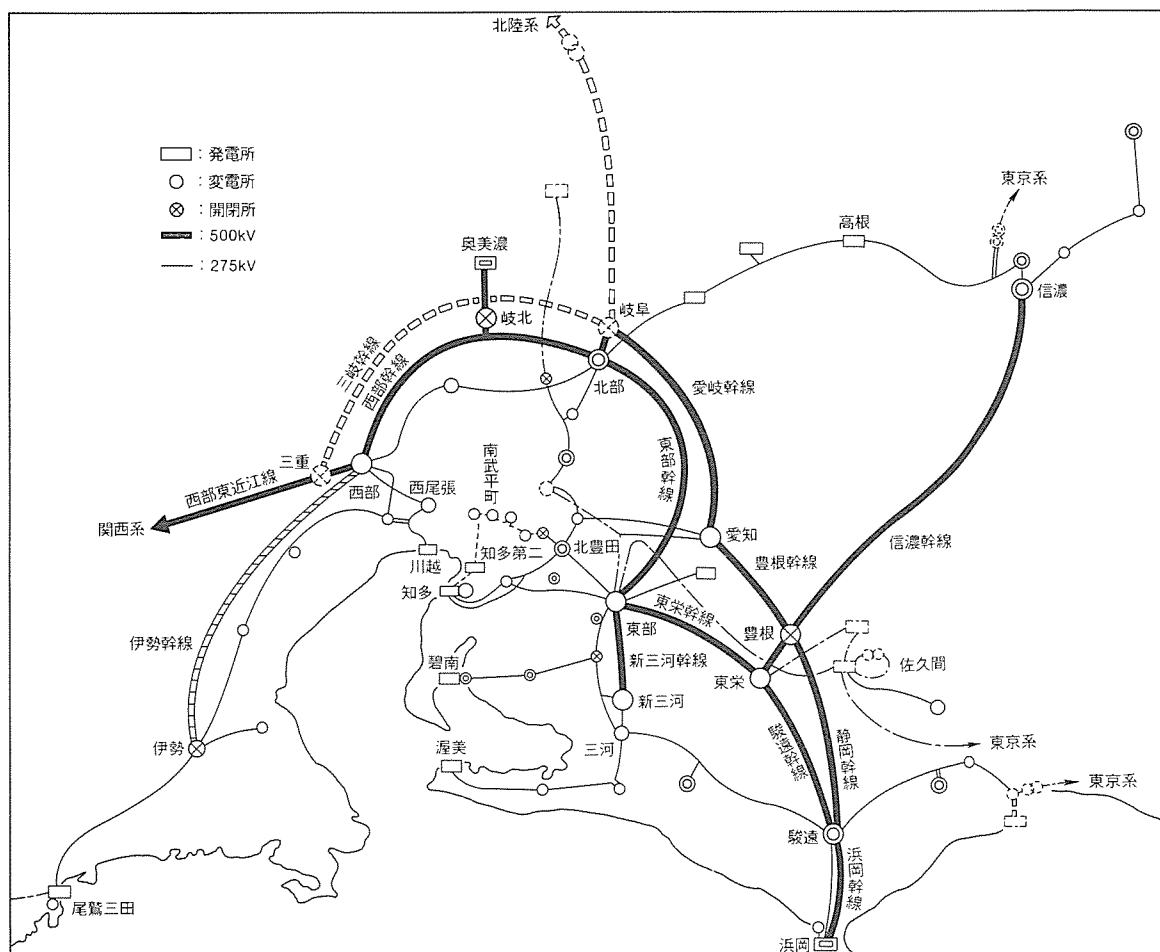 北陸系
□：発電所
○：変電所
⊗：開閉所
：500kV
：275kV
東京系
高根
奥美濃
信濃
岐阜
岐北
三岐幹線
西部幹線
北部
愛岐幹線
東部幹線
南武平町
三重
西部東近江線
西部
西尾張
関西系
愛知
信濃幹線
知多第二
北豊田
豊根幹線
川越
知多
東栄幹線
伊勢幹線
東部
豊根
新三河幹線
佐久間
碧南
東栄
新三河
伊勢
渥美
三河
駿遠幹線
静岡幹線
東京系
東京系
駿遠
浜岡幹線
尾鷲三田
浜岡